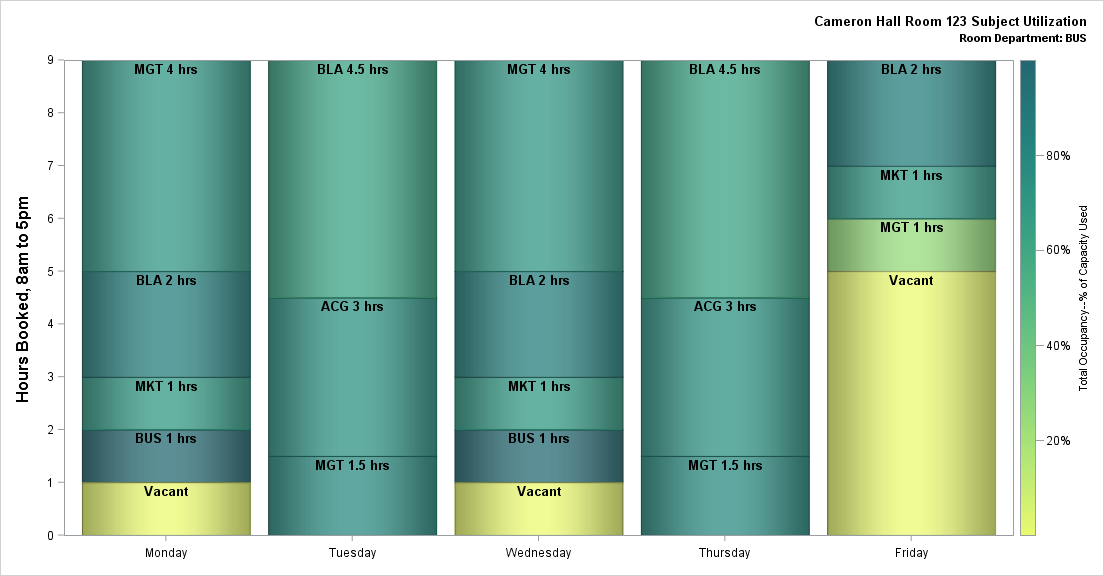 Cameron Hall Room 123 Subject Utilization
Room Department: BUS
Hours Booked, 8am to 5pm
9
8
7
6
5
4
3
2
1
0
MGT 4 hrs
BLA 2 hrs
MKT 1 hrs
BUS 1 hrs
Vacant
BLA 4.5 hrs
ACG 3 hrs
MGT 1.5 hrs
MGT 4 hrs
BLA 2 hrs
MKT 1 hrs
BUS 1 hrs
Vacant
BLA 4.5 hrs
ACG 3 hrs
MGT 1.5 hrs
BLA 2 hrs
MKT 1 hrs
MGT 1 hrs
Vacant
Monday
Tuesday
Wednesday
Thursday
Friday
80%
60%
40%
20%
Total Occupancy--% of Capacity Used